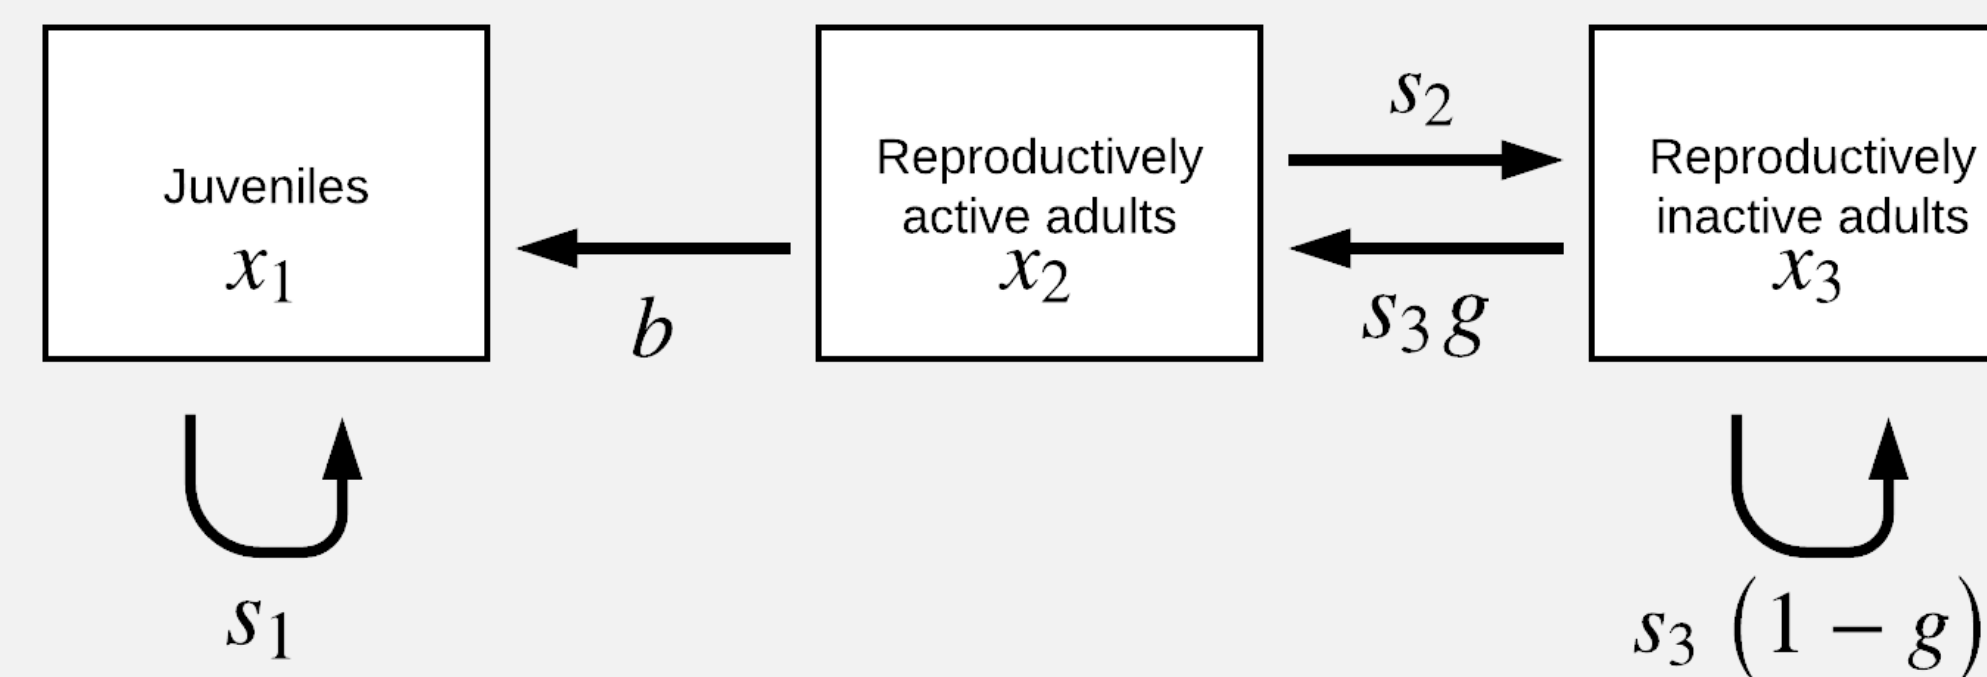 Juveniles
x₁
b
Reproductively
active adults
x₂
s₂
s₃ g
Reproductively
inactive adults
x₃
s₁
s₃ (1 − g)